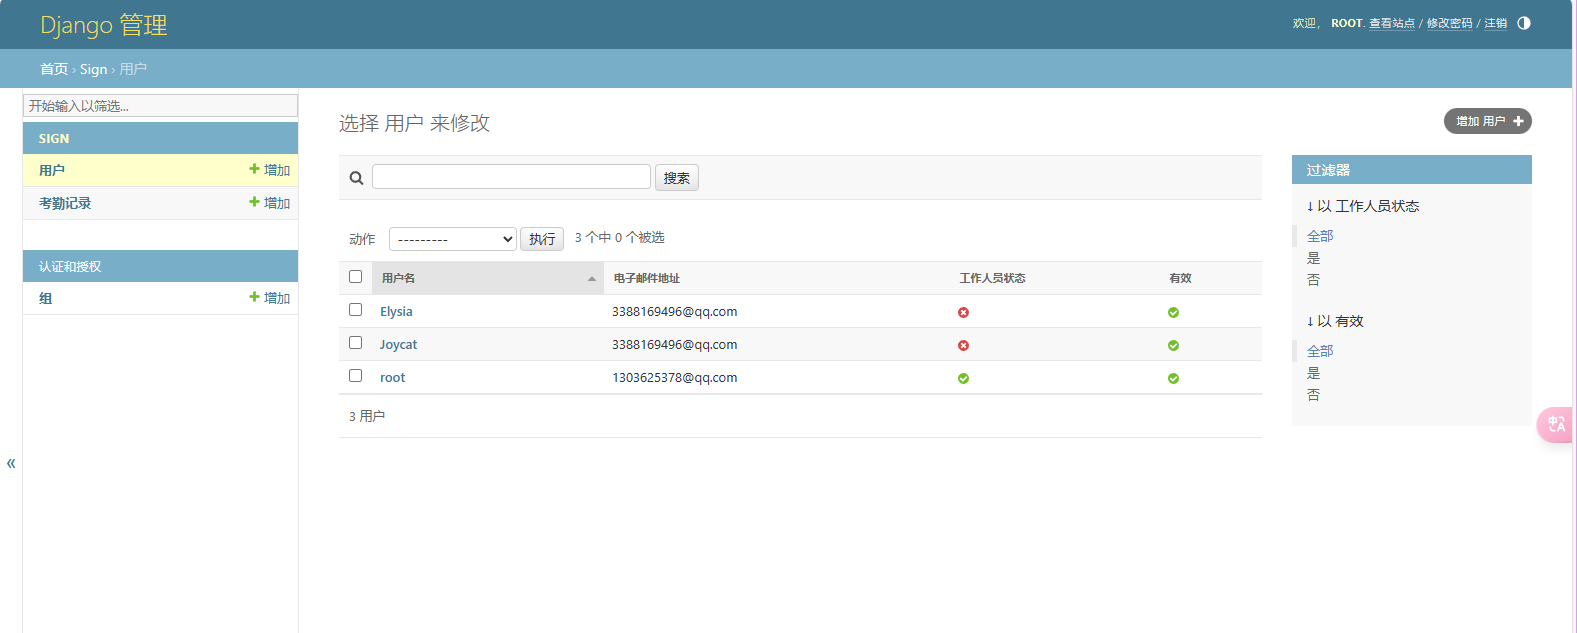 Django 管理
欢迎， ROOT. 查看站点 / 修改密码 / 注销
首页 › Sign › 用户
开始输入以筛选...
SIGN
用户 增加
考勤记录 增加
认证和授权
组 增加
«
选择 用户 来修改
增加 用户
搜索
动作 --------- 执行 3 个中 0 个被选
用户名 电子邮件地址 工作人员状态 有效
Elysia 3388169496@qq.com
Joycat 3388169496@qq.com
root 1303625378@qq.com
3 用户
过滤器
↓ 以 工作人员状态
全部
是
否
↓ 以 有效
全部
是
否
中 A